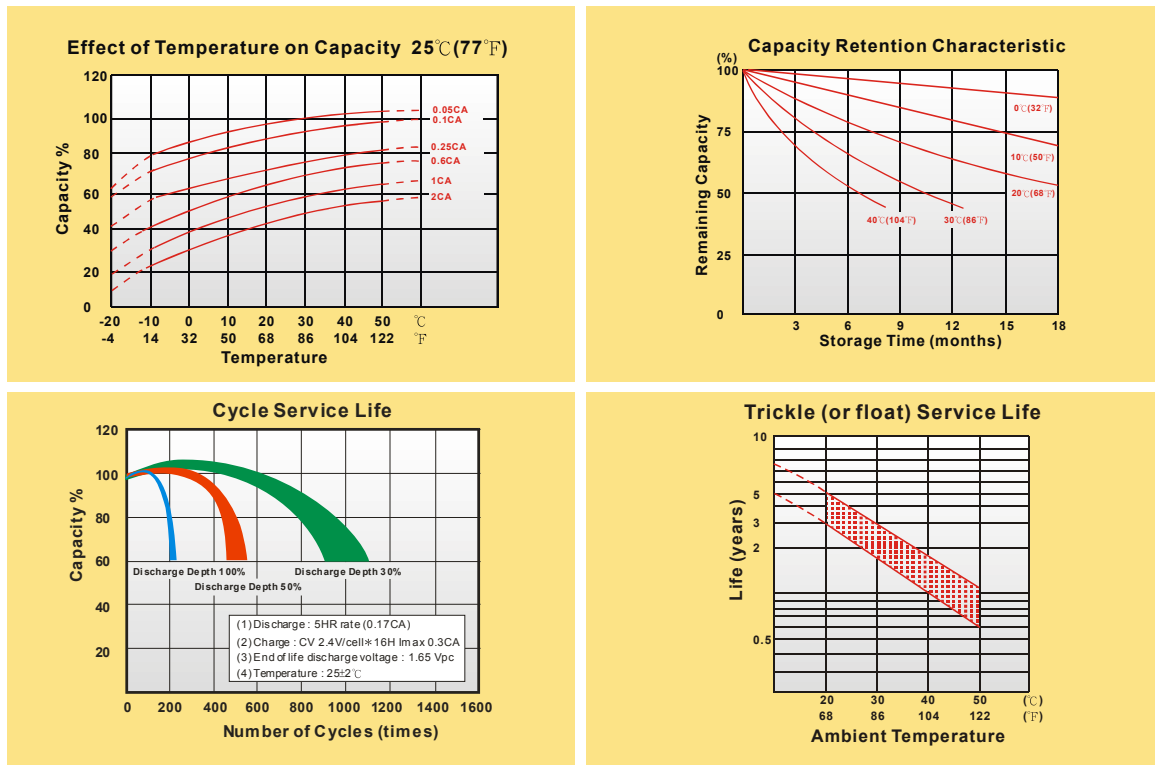 Effect of Temperature on Capacity 25℃(77℉)
120
100
80
60
40
20
0
Capacity %
0.05CA
0.1CA
0.25CA
0.6CA
1CA
2CA
-20 -10 0 10 20 30 40 50 ℃
-4 14 32 50 68 86 104 122 ℉
Temperature
Capacity Retention Characteristic
(%)
100
75
50
25
0
Remaining Capacity
0℃(32℉)
10℃(50℉)
20℃(68℉)
40℃(104℉) 30℃(86℉)
3 6 9 12 15 18
Storage Time (months)
Cycle Service Life
120
100
80
60
40
20
Capacity %
Discharge Depth 100% Discharge Depth 30%
Discharge Depth 50%
(1) Discharge : 5HR rate (0.17CA)
(2) Charge : CV 2.4V/cell＊16H Imax 0.3CA
(3) End of life discharge voltage : 1.65 Vpc
(4) Temperature : 25±2℃
0 200 400 600 800 1000 1200 1400 1600
Number of Cycles (times)
Trickle (or float) Service Life
10
5
3
2
0.5
Life (years)
20 30 40 50 (℃)
68 86 104 122 (℉)
Ambient Temperature